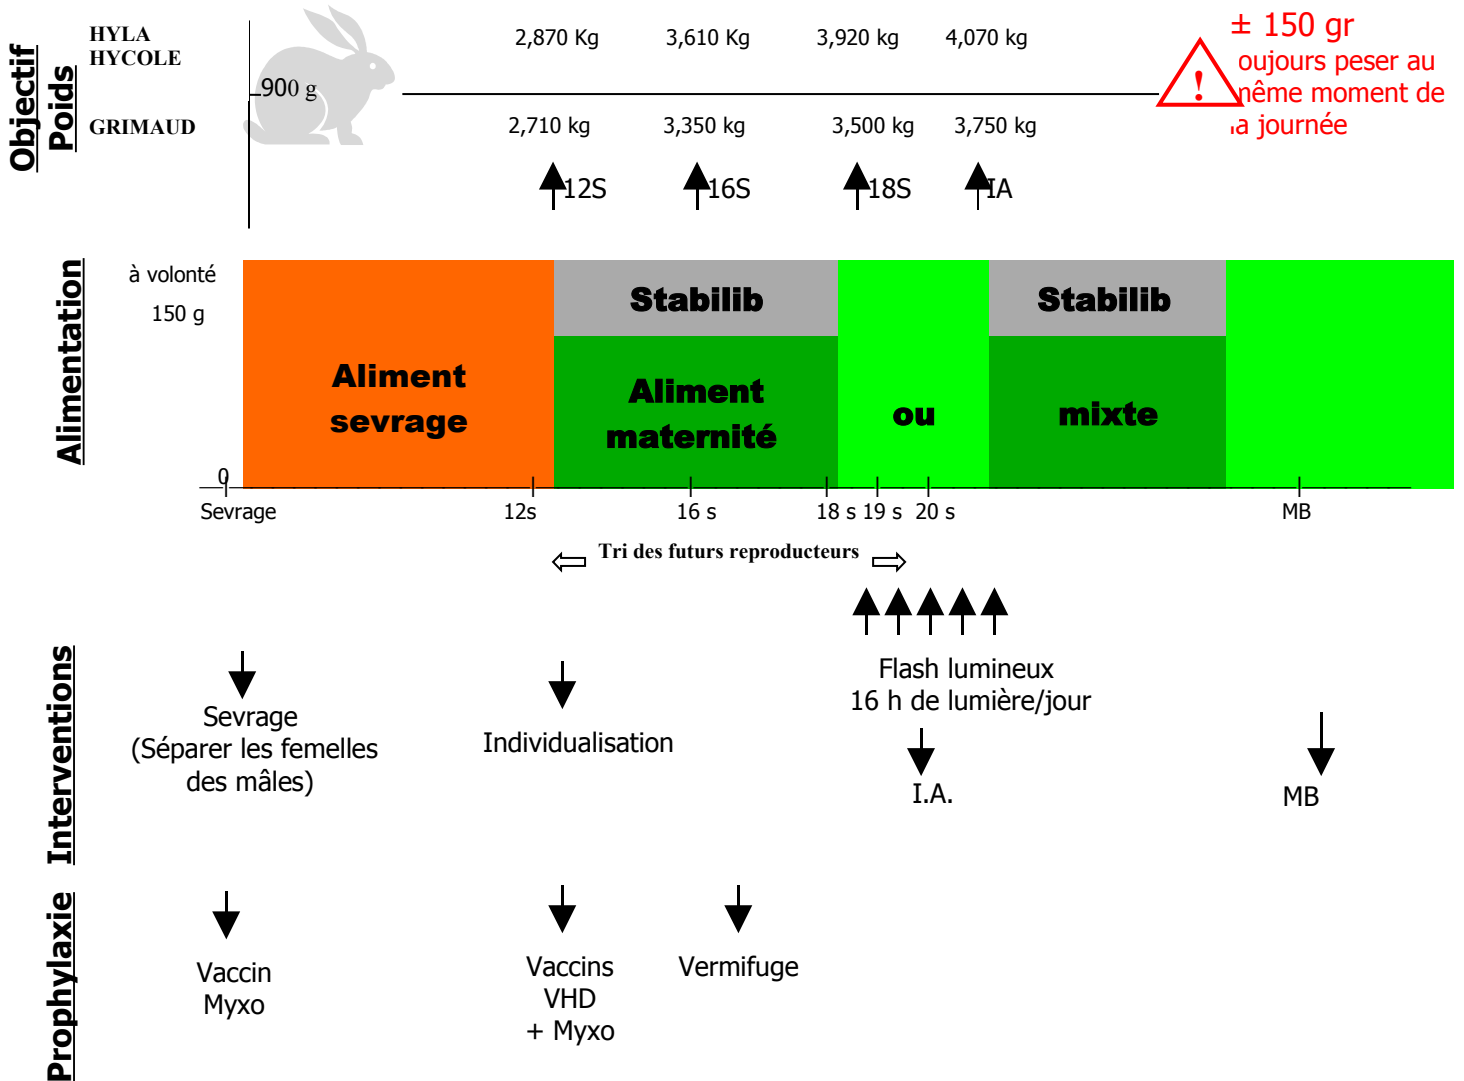 Objectif
Poids
HYLA
HYCOLE
2,870 Kg
3,610 Kg
3,920 kg
4,070 kg
900 g
GRIMAUD
2,710 kg
3,350 kg
3,500 kg
3,750 kg
12S
16S
18S
IA
!
± 150 gr
oujours peser au
même moment de
la journée
Alimentation
à volonté
150 g
0
Aliment
sevrage
Stabilib
Aliment
maternité
ou
Stabilib
mixte
Sevrage
12s
16 s
18 s
19 s
20 s
MB
Tri des futurs reproducteurs
Interventions
Flash lumineux
16 h de lumière/jour
Sevrage
(Séparer les femelles
des mâles)
Individualisation
I.A.
MB
Prophylaxie
Vaccin
Myxo
Vaccins
VHD
+ Myxo
Vermifuge